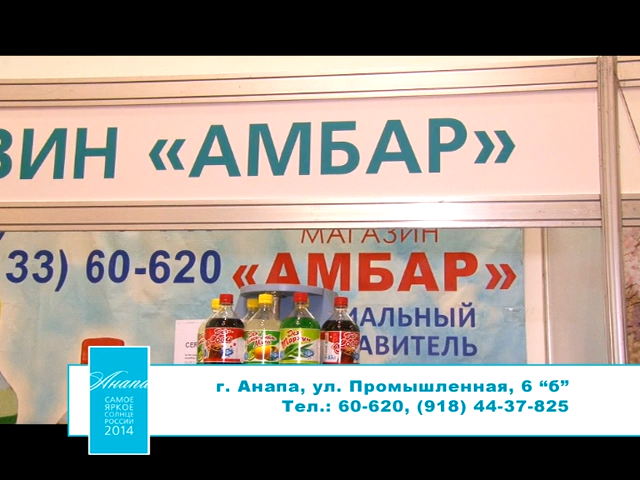 ЗИН «АМБАР»
МАГАЗИН
33) 60-620 «АМБАР»
ИАЛЬНЫЙ
АВИТЕЛЬ
г. Анапа, ул. Промышленная, 6 “б”
Тел.: 60-620, (918) 44-37-825
Анапа
САМОЕ
ЯРКОЕ
СОЛНЦЕ
РОССИИ
2014